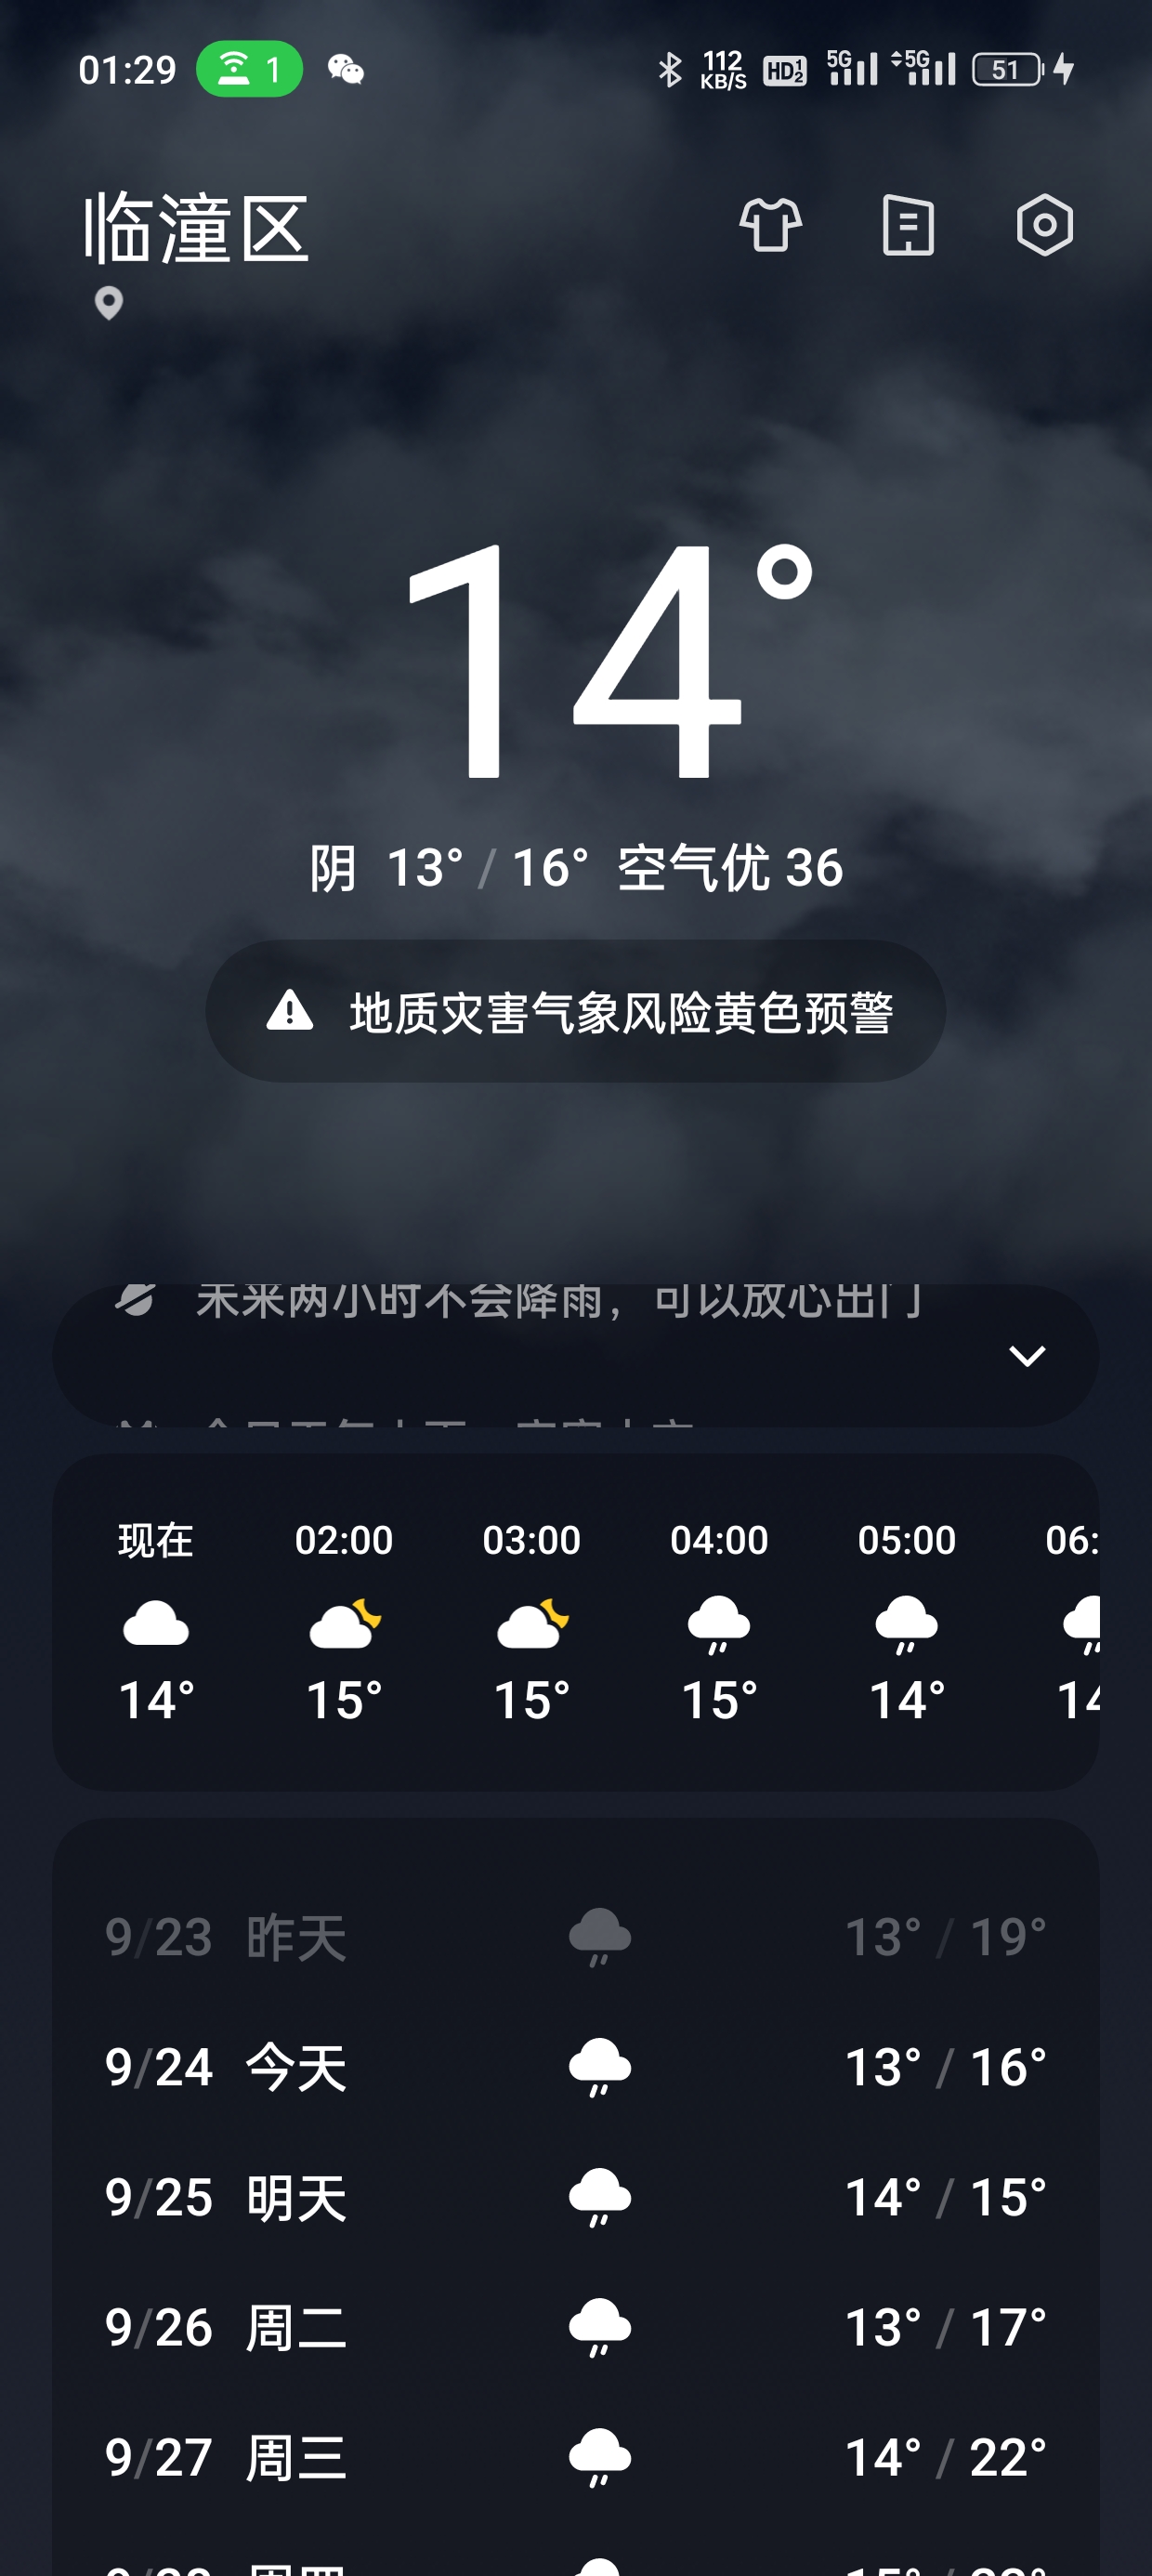 01:29 1 112 KB/S HD 1 2 5G 5G 51
临潼区
14°
阴 13° / 16° 空气优 36
地质灾害气象风险黄色预警
未来两小时不会降雨，可以放心出门
现在 02:00 03:00 04:00 05:00 06:
14° 15° 15° 15° 14° 14
9/23 昨天 13° / 19°
9/24 今天 13° / 16°
9/25 明天 14° / 15°
9/26 周二 13° / 17°
9/27 周三 14° / 22°